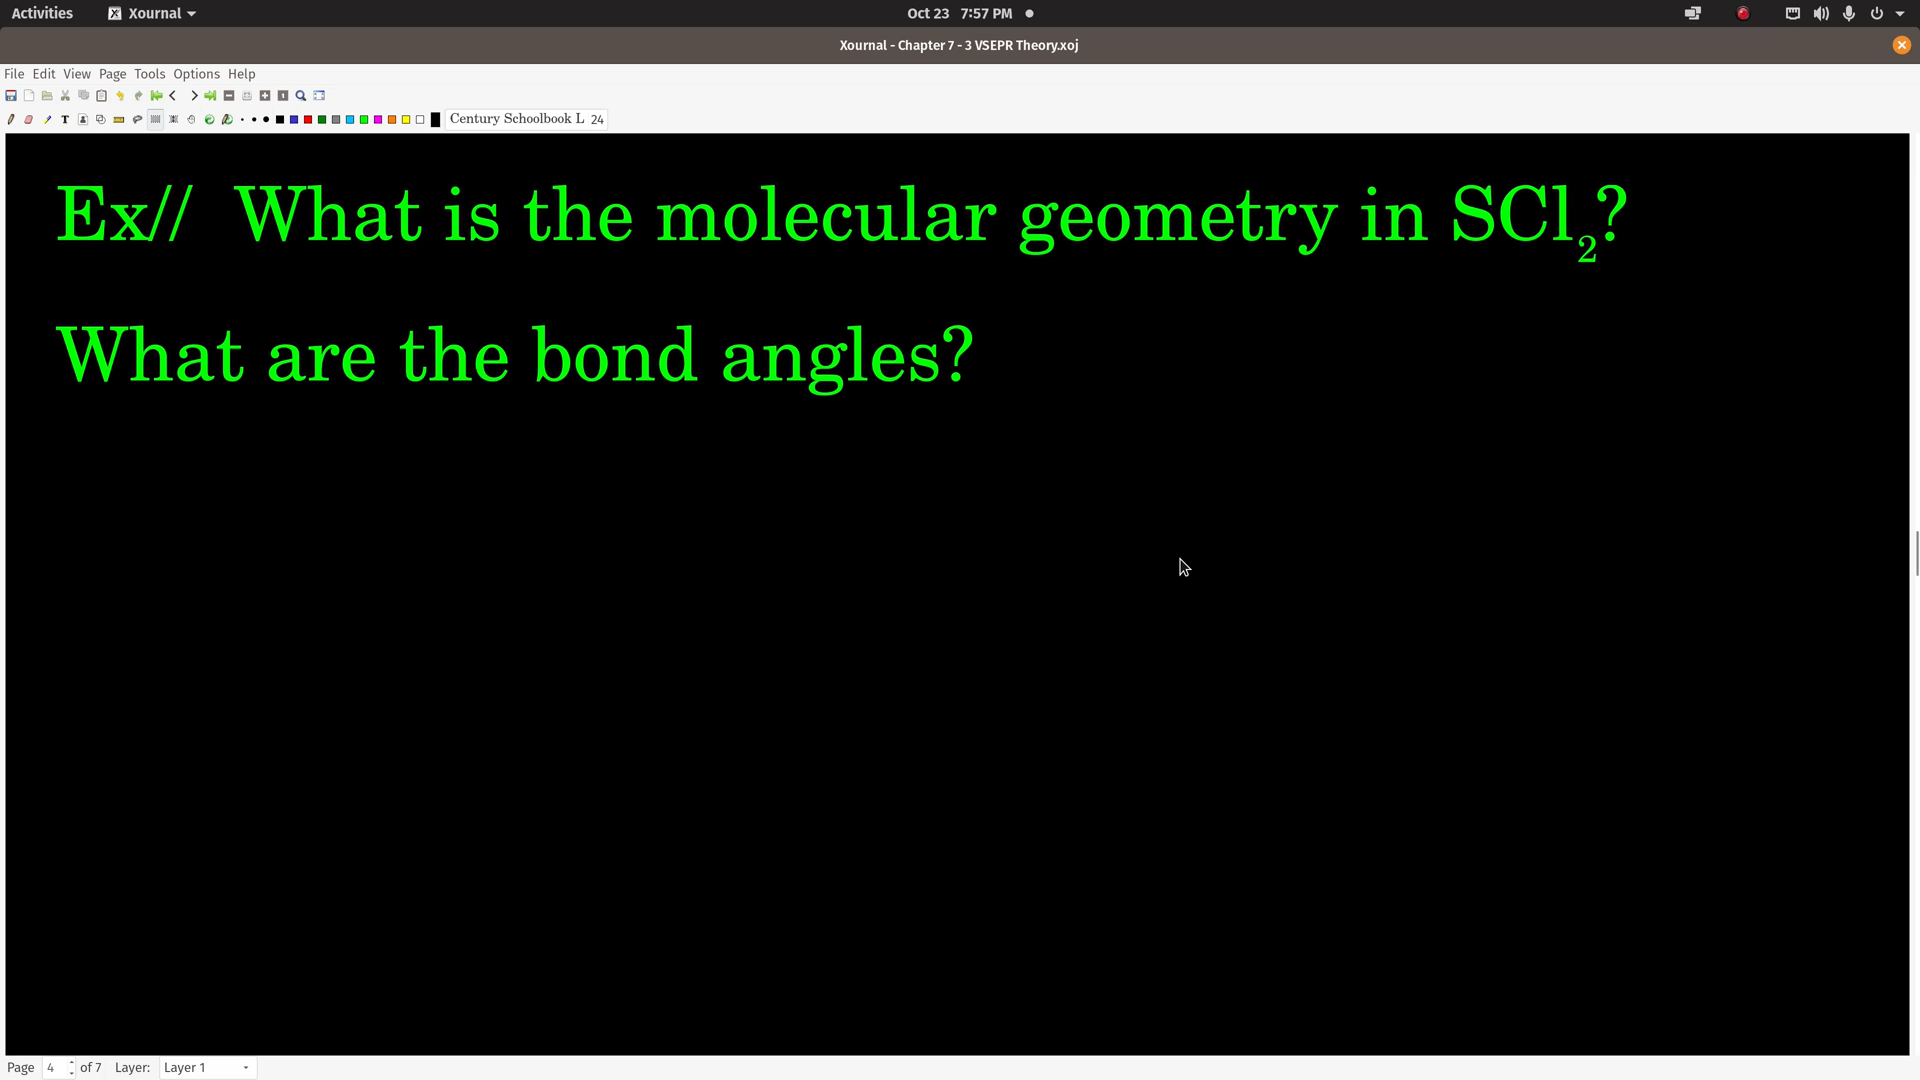 Activities Xournal Oct 23 7:57 PM
Xournal - Chapter 7 - 3 VSEPR Theory.xoj
File Edit View Page Tools Options Help
Century Schoolbook L 24
Ex// What is the molecular geometry in SCl₂?
What are the bond angles?
Page 4 of 7 Layer: Layer 1